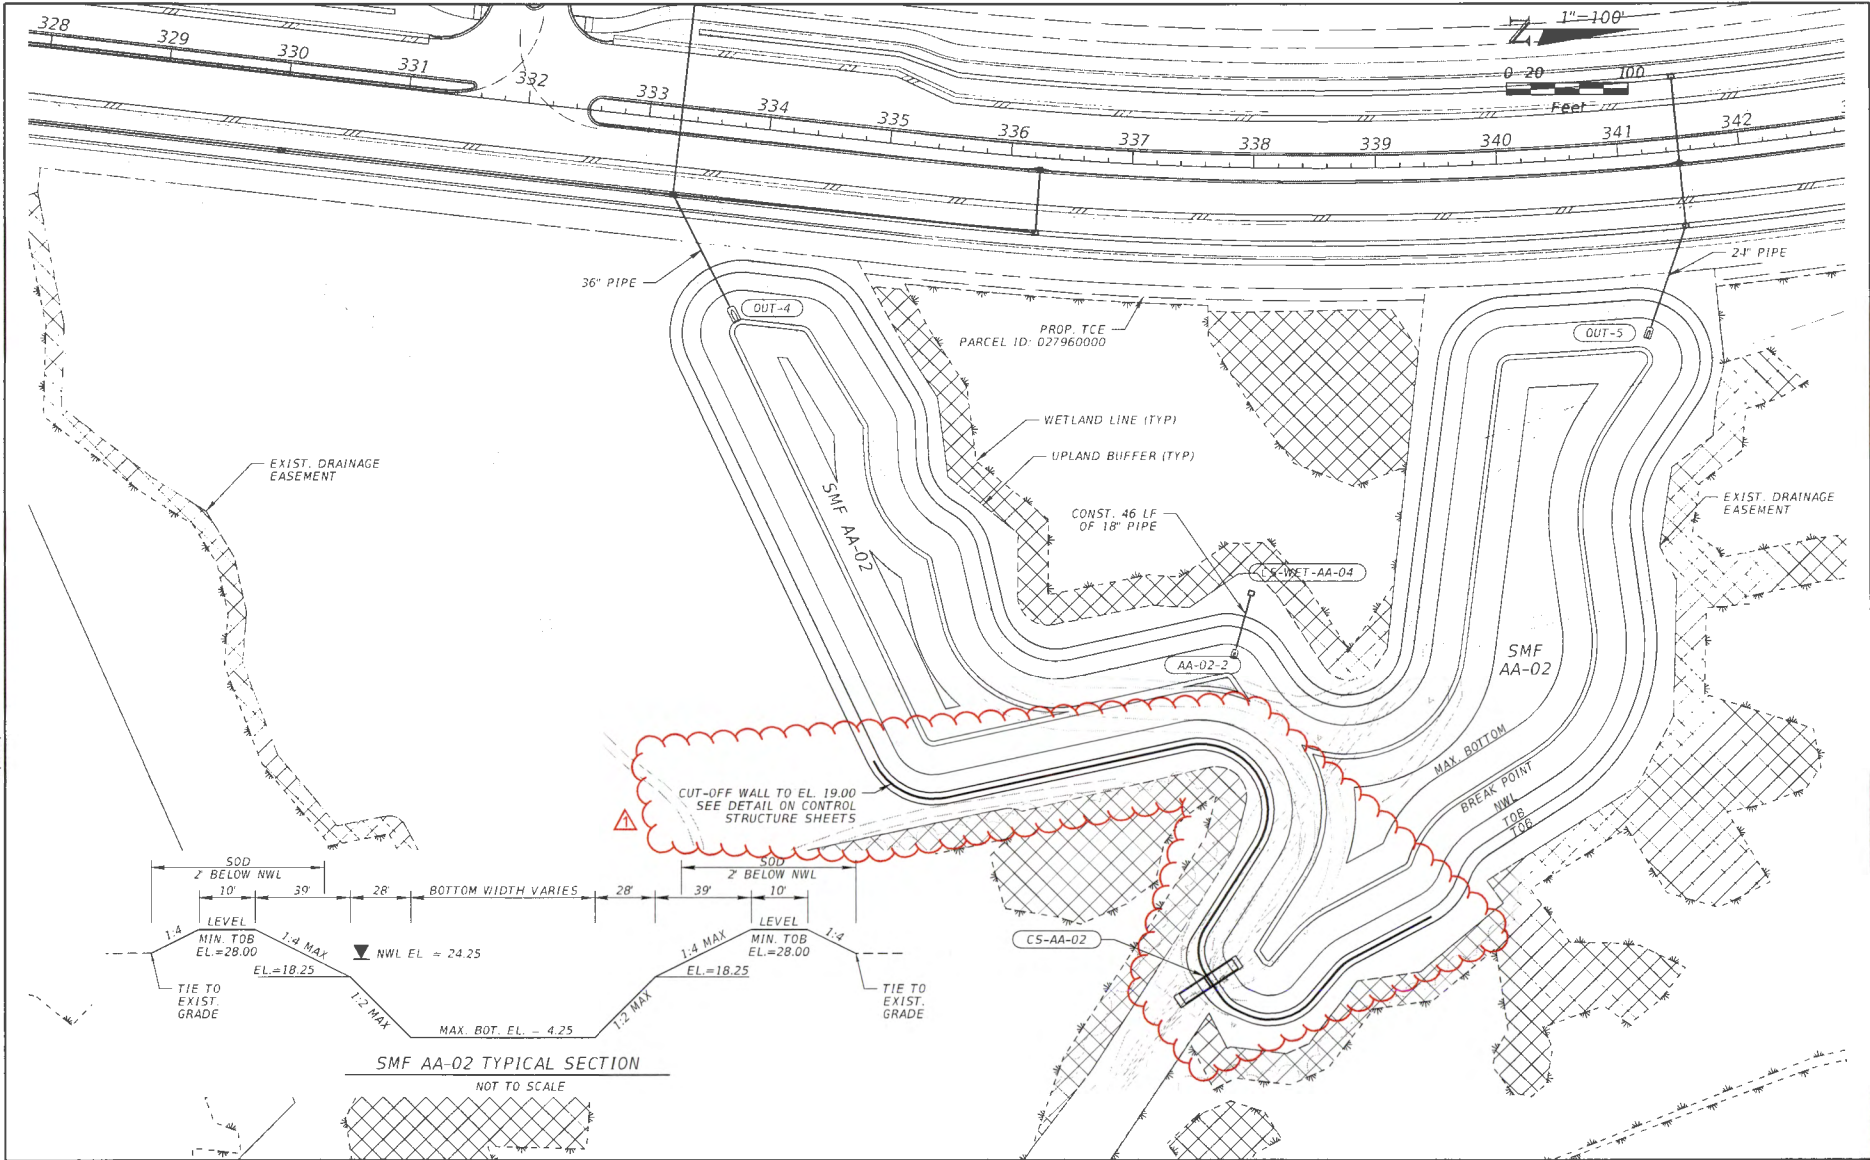 1"=100'
N
0 20 100
Feet
328
329
330
331
332
333
334
335
336
337
338
339
340
341
342
36" PIPE
OUT-4
24" PIPE
OUT-5
PROP. TCE
PARCEL ID: 027960000
WETLAND LINE (TYP)
UPLAND BUFFER (TYP)
EXIST. DRAINAGE
EASEMENT
CONST. 46 LF
OF 18" PIPE
EXIST. DRAINAGE
EASEMENT
SMF AA-02
CS-WET-AA-04
AA-02-2
SMF
AA-02
MAX. BOTTOM
BREAK POINT
NWL
TOB
TOB
CUT-OFF WALL TO EL. 19.00
SEE DETAIL ON CONTROL
STRUCTURE SHEETS
1
CS-AA-02
SOD
2' BELOW NWL
SOD
2' BELOW NWL
10'
39'
28'
BOTTOM WIDTH VARIES
28'
39'
10'
1:4
LEVEL
MIN. TOB
EL.=28.00
1:4 MAX
NWL EL = 24.25
1:4 MAX
LEVEL
MIN. TOB
EL.=28.00
1:4
EL.=18.25
EL.=18.25
TIE TO
EXIST.
GRADE
1:2 MAX
MAX. BOT. EL. = 4.25
1:2 MAX
TIE TO
EXIST.
GRADE
SMF AA-02 TYPICAL SECTION
NOT TO SCALE